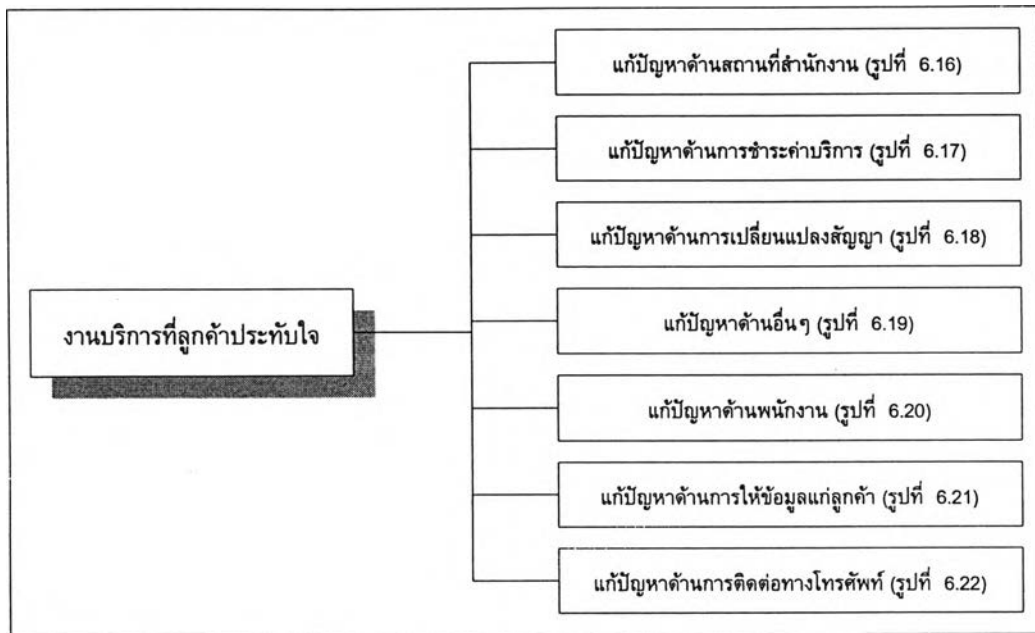 แก้ปัญหาด้านสถานที่สำนักงาน (รูปที่ 6.16)
แก้ปัญหาด้านการชำระค่าบริการ (รูปที่ 6.17)
แก้ปัญหาด้านการเปลี่ยนแปลงสัญญา (รูปที่ 6.18)
งานบริการที่ลูกค้าประทับใจ
แก้ปัญหาด้านอื่นๆ (รูปที่ 6.19)
แก้ปัญหาด้านพนักงาน (รูปที่ 6.20)
แก้ปัญหาด้านการให้ข้อมูลแก่ลูกค้า (รูปที่ 6.21)
แก้ปัญหาด้านการติดต่อทางโทรศัพท์ (รูปที่ 6.22)